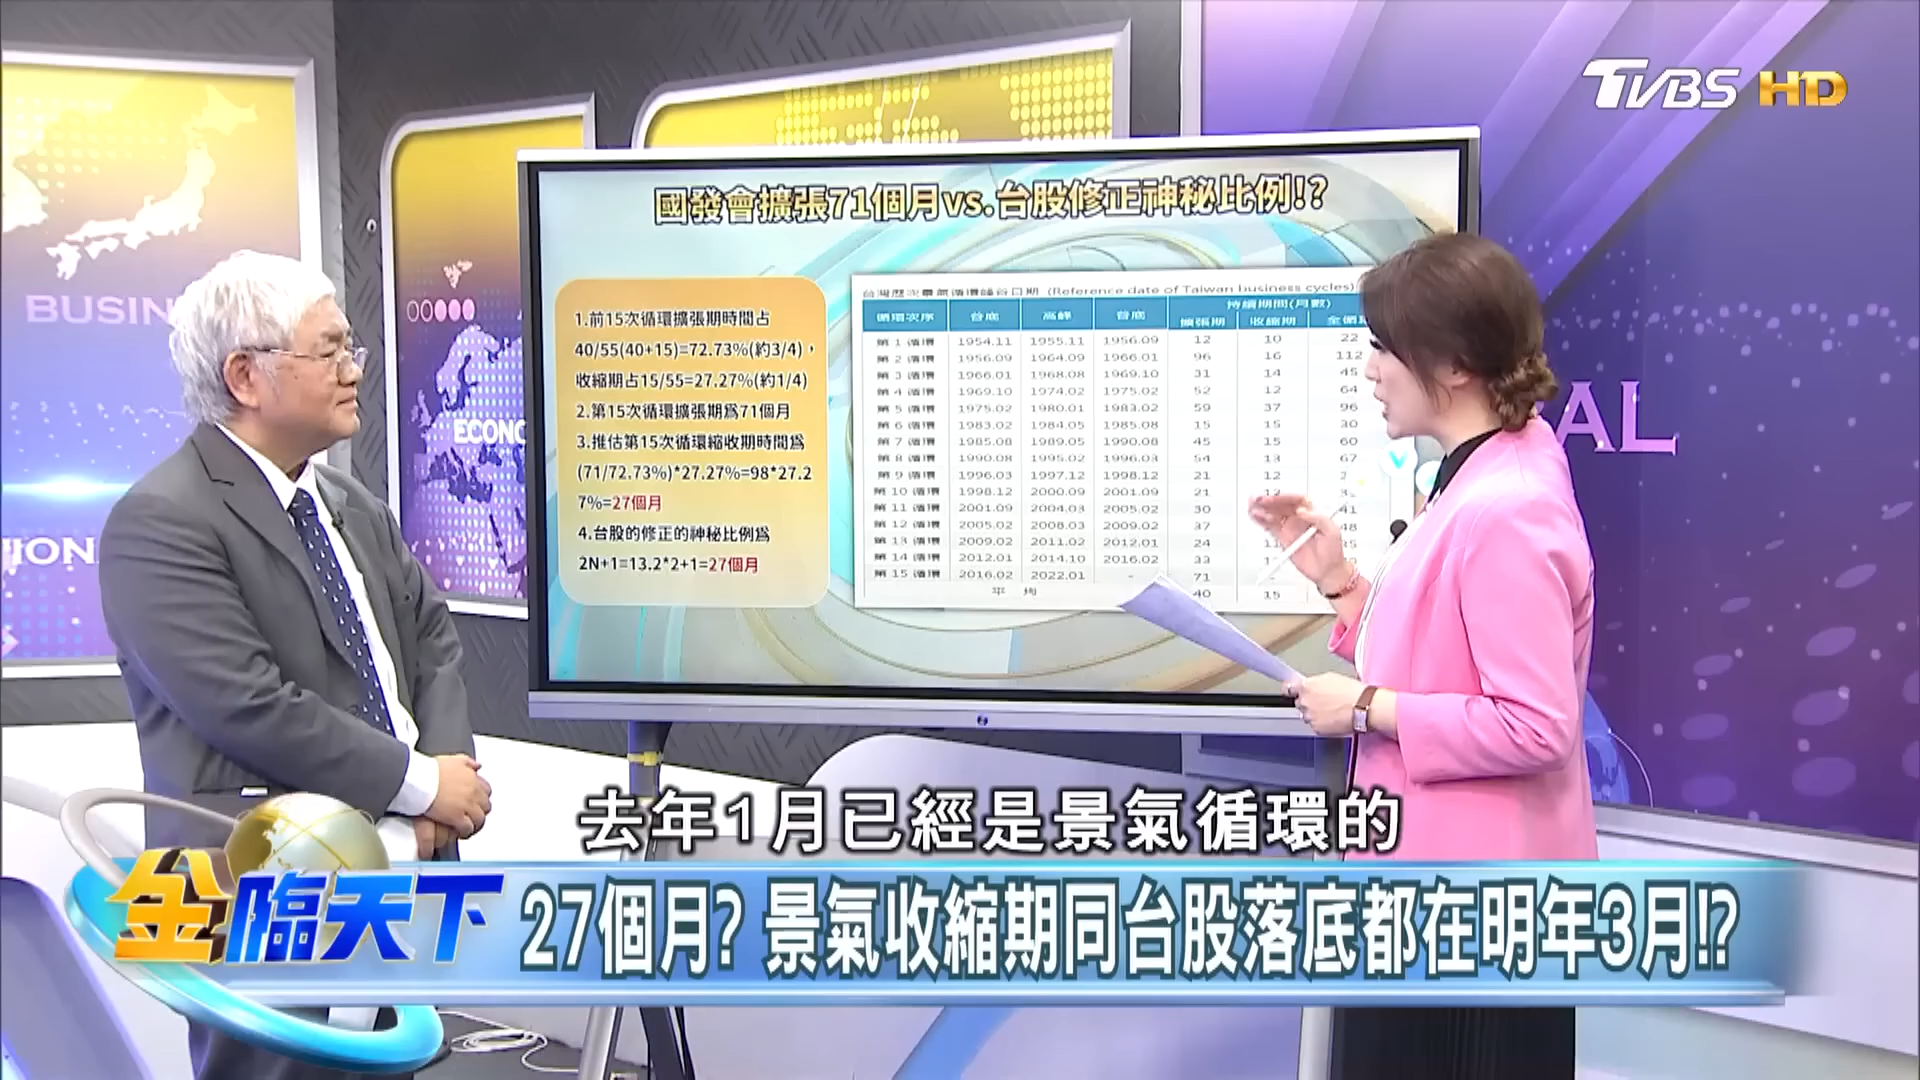 TVBS HD
BUSIN
ECONO
TION
BAL
國發會擴張71個月vs.台股修正神秘比例!?
1.前15次循環擴張期時間占
40/55(40+15)=72.73%(約3/4)，
收縮期占15/55=27.27%(約1/4)
2.第15次循環擴張期為71個月
3.推估第15次循環縮收期時間為
(71/72.73%)*27.27%=98*27.2
7%=27個月
4.台股的修正的神秘比例為
2N+1=13.2*2+1=27個月
台灣歷次景氣循環峰谷日期 (Reference date of Taiwan business cycles)
循環次序 谷底 高峰 谷底 持續期間(月數)
擴張期 收縮期 全循
第 1 循環 1954.11 1955.11 1956.09 12 10 22
第 2 循環 1956.09 1964.09 1966.01 96 16 112
第 3 循環 1966.01 1968.08 1969.10 31 14 45
第 4 循環 1969.10 1974.02 1975.02 52 12 64
第 5 循環 1975.02 1980.01 1983.02 59 37 96
第 6 循環 1983.02 1984.05 1985.08 15 15 30
第 7 循環 1985.08 1989.05 1990.08 45 15 60
第 8 循環 1990.08 1995.02 1996.03 54 13 67
第 9 循環 1996.03 1997.12 1998.12 21 12
第 10 循環 1998.12 2000.09 2001.09 21 12
第 11 循環 2001.09 2004.03 2005.02 30 41
第 12 循環 2005.02 2008.03 2009.02 37 48
第 13 循環 2009.02 2011.02 2012.01 24 11
第 14 循環 2012.01 2014.10 2016.02 33
第 15 循環 2016.02 2022.01 - 71 -
平 均 40 15
去年1月已經是景氣循環的
金臨天下
27個月? 景氣收縮期同台股落底都在明年3月!?